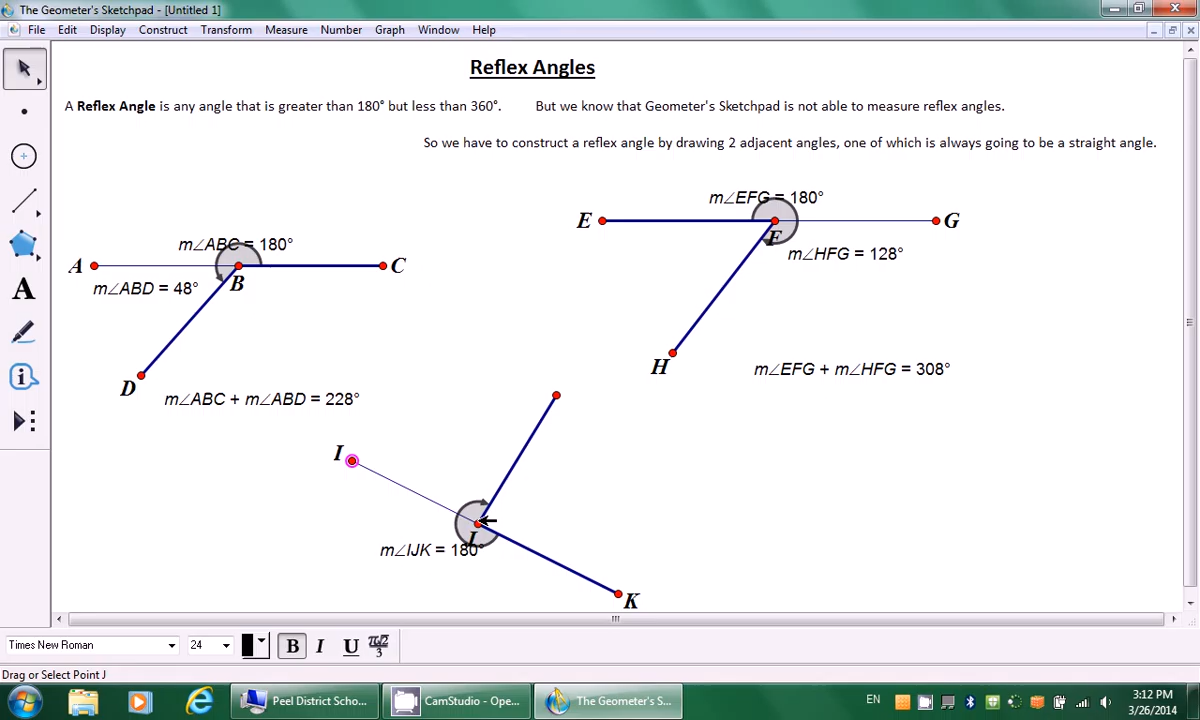 The Geometer's Sketchpad - [Untitled 1]
File Edit Display Construct Transform Measure Number Graph Window Help
Reflex Angles
A Reflex Angle is any angle that is greater than 180° but less than 360°. But we know that Geometer's Sketchpad is not able to measure reflex angles.
So we have to construct a reflex angle by drawing 2 adjacent angles, one of which is always going to be a straight angle.
m∠EFG = 180°
E F G
m∠ABC = 180°
m∠HFG = 128°
A B C
m∠ABD = 48°
H
m∠EFG + m∠HFG = 308°
D
m∠ABC + m∠ABD = 228°
I
J
m∠IJK = 180°
K
A
Times New Roman 24 B I U
Drag or Select Point J
Peel District Scho... CamStudio - Ope... The Geometer's S... EN 3:12 PM
3/26/2014